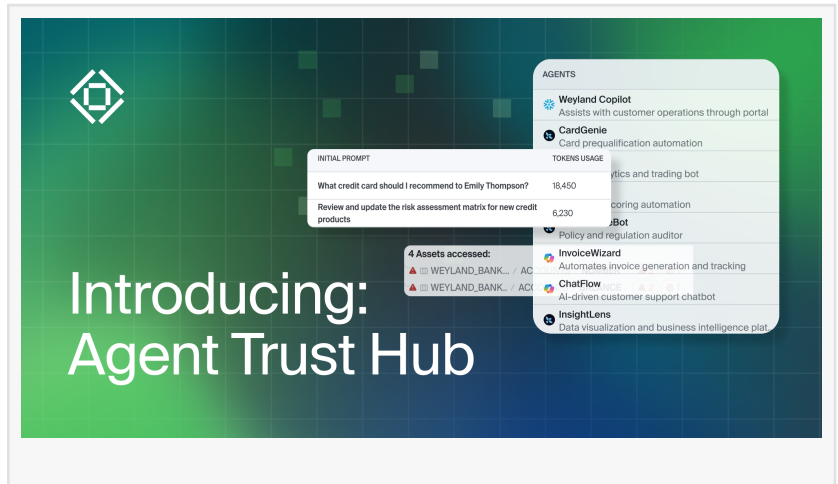 AGENTS
Weyland Copilot
Assists with customer operations through portal
CardGenie
Card prequalification automation
INITIAL PROMPT TOKENS USAGE
What credit card should I recommend to Emily Thompson? 18,450
Review and update the risk assessment matrix for new credit
products 6,230
ytics and trading bot
coring automation
eBot
Policy and regulation auditor
4 Assets accessed:
WEYLAND_BANK... / AC
WEYLAND_BANK... / ACC
InvoiceWizard
Automates invoice generation and tracking
ChatFlow
AI-driven customer support chatbot
InsightLens
Data visualization and business intelligence plat.
Introducing:
Agent Trust Hub